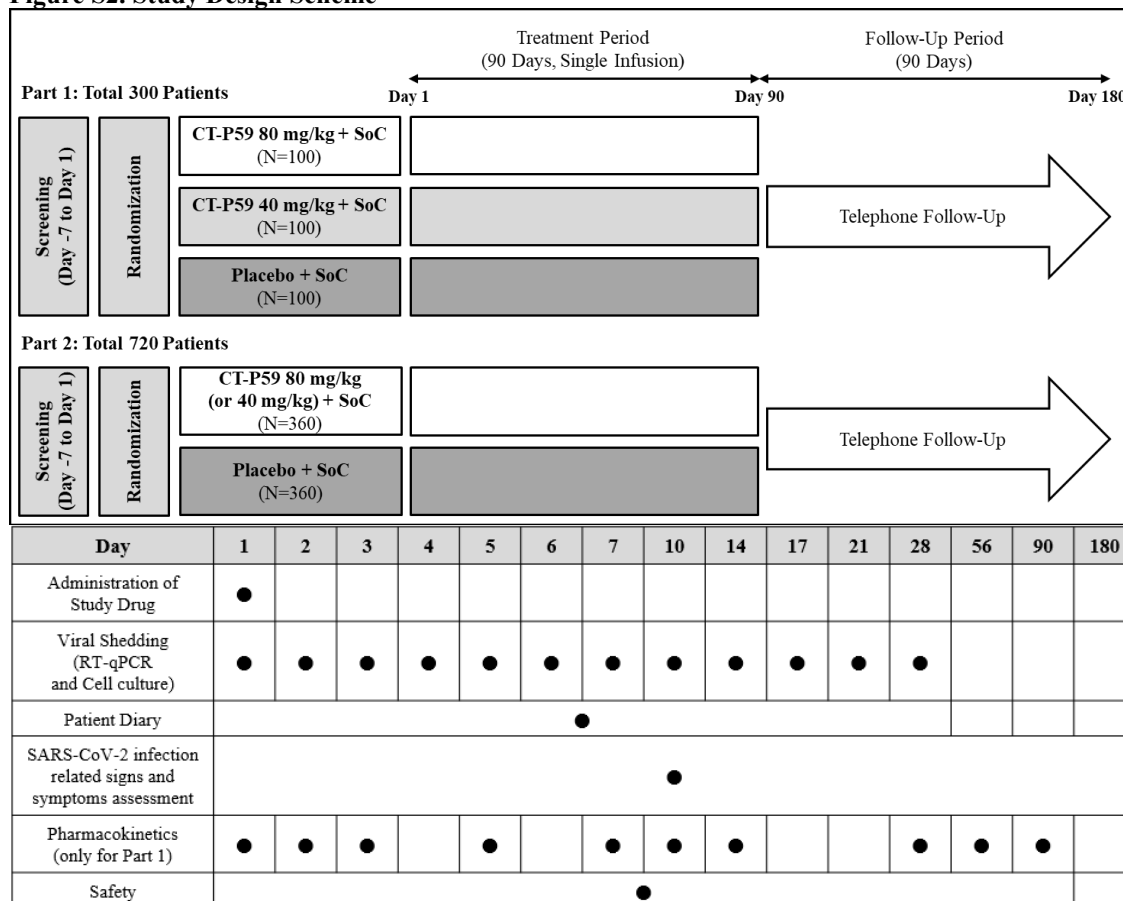 Figure S2. Study Design Scheme
Treatment Period
(90 Days, Single Infusion)
Follow-Up Period
(90 Days)
Part 1: Total 300 Patients
Day 1
Day 90
Day 180
Screening
(Day -7 to Day 1)
Randomization
CT-P59 80 mg/kg + SoC
(N=100)
CT-P59 40 mg/kg + SoC
(N=100)
Placebo + SoC
(N=100)
Telephone Follow-Up
Part 2: Total 720 Patients
Screening
(Day -7 to Day 1)
Randomization
CT-P59 80 mg/kg
(or 40 mg/kg) + SoC
(N=360)
Placebo + SoC
(N=360)
Telephone Follow-Up
Day 1 2 3 4 5 6 7 10 14 17 21 28 56 90 180
Administration of
Study Drug
Viral Shedding
(RT-qPCR
and Cell culture)
Patient Diary
SARS-CoV-2 infection
related signs and
symptoms assessment
Pharmacokinetics
(only for Part 1)
Safety